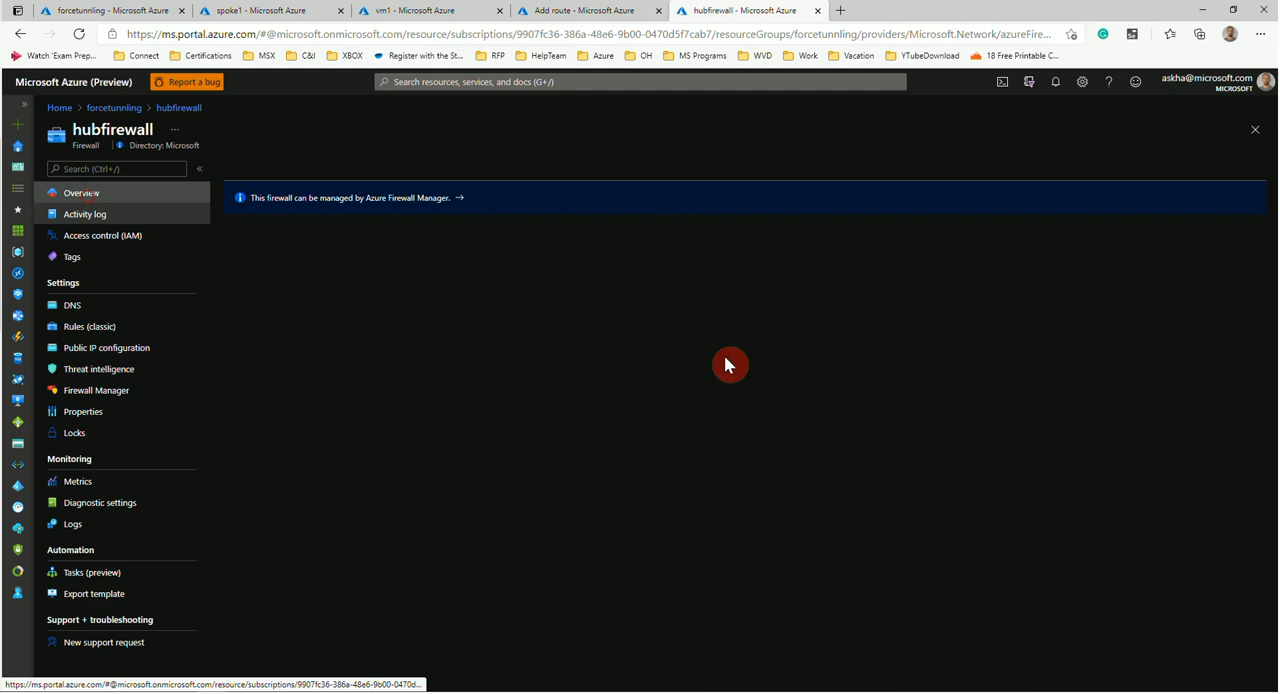 forcetunnling - Microsoft Azure
spoke1 - Microsoft Azure
vm1 - Microsoft Azure
Add route - Microsoft Azure
hubfirewall - Microsoft Azure
https://ms.portal.azure.com/#@microsoft.onmicrosoft.com/resource/subscriptions/9907fc36-386a-48e6-9b00-0470d5f7cab7/resourceGroups/forcetunnling/providers/Microsoft.Network/azureFire...
Watch 'Exam Prep... Connect Certifications MSX C&I XBOX Register with the St... RFP HelpTeam Azure OH MS Programs WVD Work Vacation YTubeDownload 18 Free Printable C...
Microsoft Azure (Preview) Report a bug Search resources, services, and docs (G+/) askha@microsoft.com
MICROSOFT
Home > forcetunnling > hubfirewall
hubfirewall ...
Firewall Directory: Microsoft
Search (Ctrl+/) «
Overview
This firewall can be managed by Azure Firewall Manager. →
Activity log
Access control (IAM)
Tags
Settings
DNS
Rules (classic)
Public IP configuration
Threat intelligence
Firewall Manager
Properties
Locks
Monitoring
Metrics
Diagnostic settings
Logs
Automation
Tasks (preview)
Export template
Support + troubleshooting
New support request
https://ms.portal.azure.com/#@microsoft.onmicrosoft.com/resource/subscriptions/9907fc36-386a-48e6-9b00-0470d...